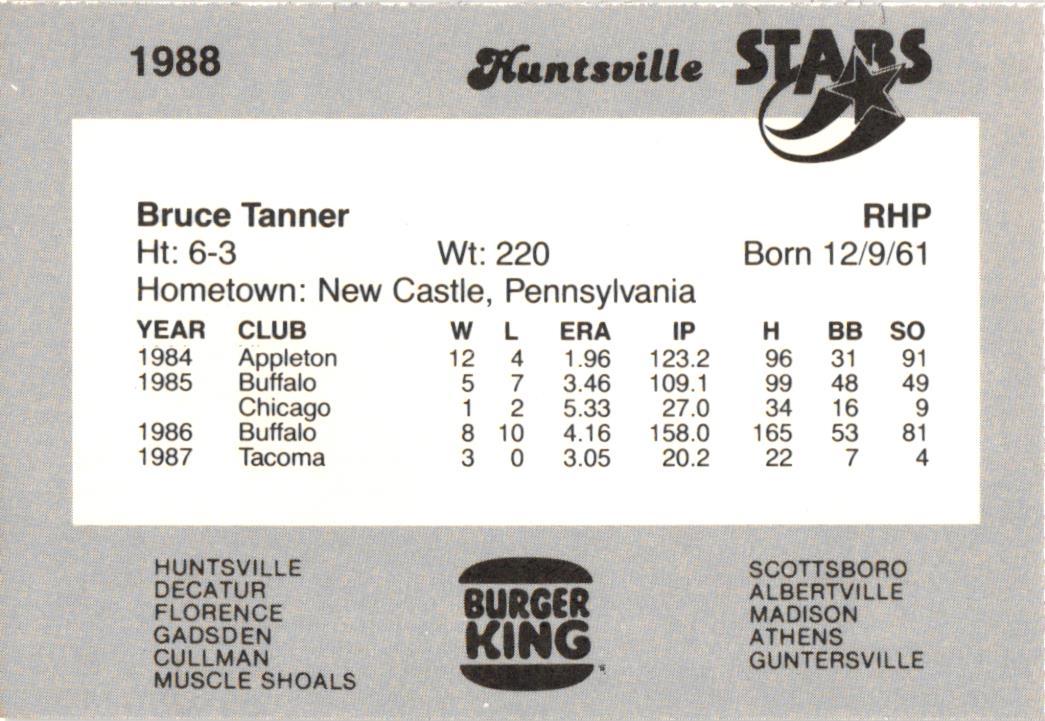 1988 Huntsville STARS
Bruce Tanner RHP
Ht: 6-3 Wt: 220 Born 12/9/61
Hometown: New Castle, Pennsylvania
YEAR CLUB W L ERA IP H BB SO
1984 Appleton 12 4 1.96 123.2 96 31 91
1985 Buffalo 5 7 3.46 109.1 99 48 49
Chicago 1 2 5.33 27.0 34 16 9
1986 Buffalo 8 10 4.16 158.0 165 53 81
1987 Tacoma 3 0 3.05 20.2 22 7 4
HUNTSVILLE
DECATUR
FLORENCE
GADSDEN
CULLMAN
MUSCLE SHOALS
BURGER
KING
SCOTTSBORO
ALBERTVILLE
MADISON
ATHENS
GUNTERSVILLE